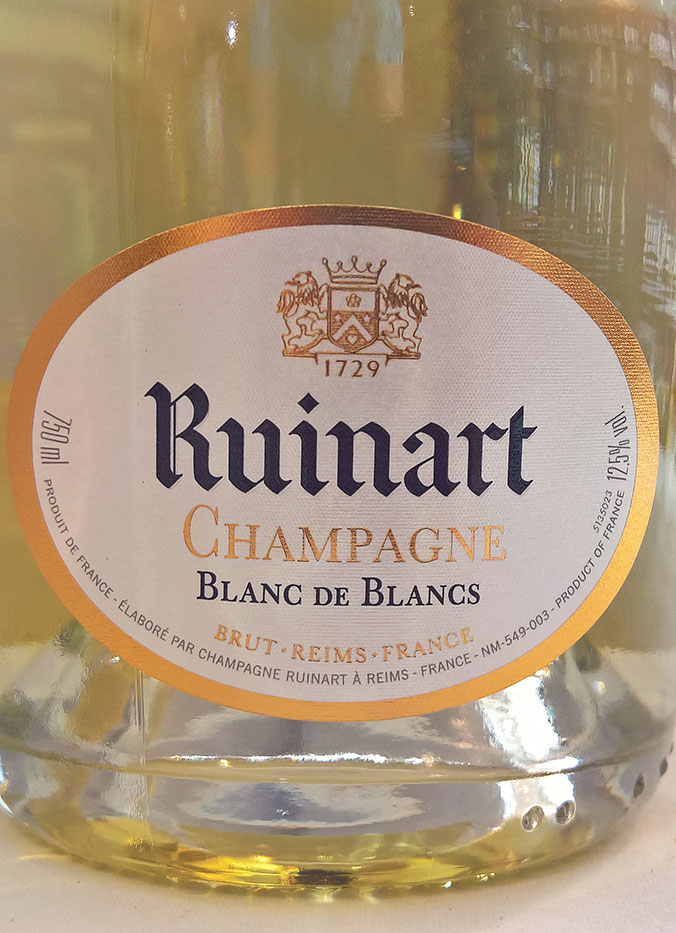 1729
Ruinart
CHAMPAGNE
BLANC DE BLANCS
BRUT • REIMS • FRANCE
750 ml
PRODUIT DE FRANCE - ÉLABORÉ PAR CHAMPAGNE RUINART À REIMS - FRANCE - NM-549-003 - PRODUCT OF FRANCE
5135023
12,5% vol.